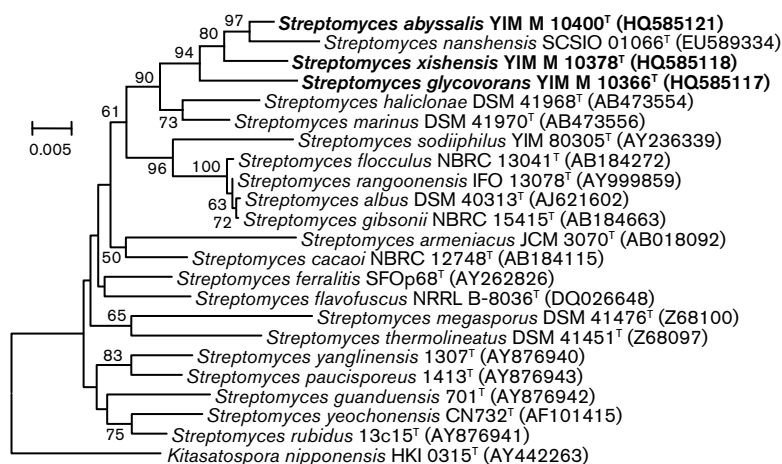 97 Streptomyces abyssalis YIM M 10400ᵀ (HQ585121)
80
Streptomyces nanshensis SCSIO 01066ᵀ (EU589334)
94 Streptomyces xishensis YIM M 10378ᵀ (HQ585118)
90 Streptomyces glycovorans YIM M 10366ᵀ (HQ585117)
61 Streptomyces haliclonae DSM 41968ᵀ (AB473554)
73 Streptomyces marinus DSM 41970ᵀ (AB473556)
0.005
Streptomyces sodiiphilus YIM 80305ᵀ (AY236339)
96 100 Streptomyces flocculus NBRC 13041ᵀ (AB184272)
Streptomyces rangoonensis IFO 13078ᵀ (AY999859)
63 Streptomyces albus DSM 40313ᵀ (AJ621602)
72 Streptomyces gibsonii NBRC 15415ᵀ (AB184663)
Streptomyces armeniacus JCM 3070ᵀ (AB018092)
50 Streptomyces cacaoi NBRC 12748ᵀ (AB184115)
Streptomyces ferralitis SFOp68ᵀ (AY262826)
Streptomyces flavofuscus NRRL B-8036ᵀ (DQ026648)
65 Streptomyces megasporus DSM 41476ᵀ (Z68100)
Streptomyces thermolineatus DSM 41451ᵀ (Z68097)
83 Streptomyces yanglinensis 1307ᵀ (AY876940)
Streptomyces paucisporeus 1413ᵀ (AY876943)
Streptomyces guanduensis 701ᵀ (AY876942)
Streptomyces yeochonensis CN732ᵀ (AF101415)
75 Streptomyces rubidus 13c15ᵀ (AY876941)
Kitasatospora nipponensis HKI 0315ᵀ (AY442263)